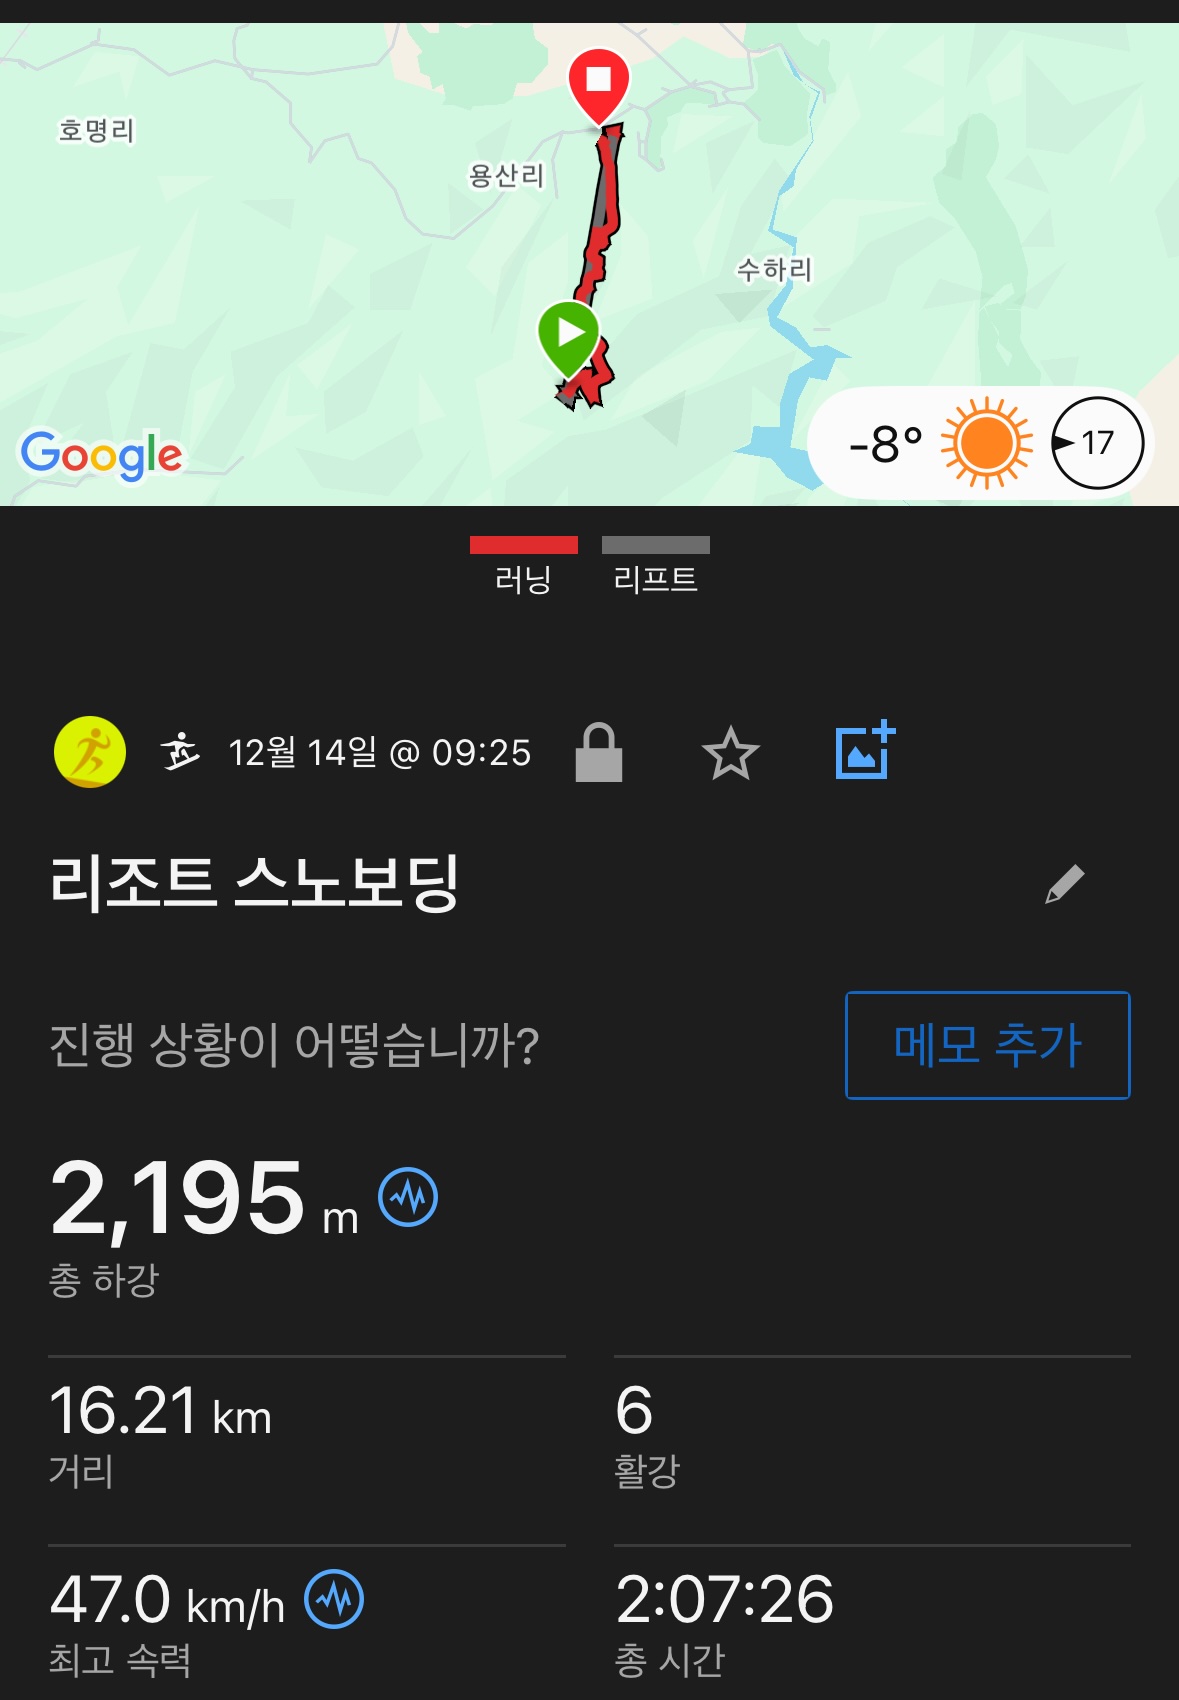 호명리
용산리
수하리
Google
-8° 17
러닝 리프트
12월 14일 @ 09:25
리조트 스노보딩
진행 상황이 어떻습니까? 메모 추가
2,195 m
총 하강
16.21 km 6
거리 활강
47.0 km/h 2:07:26
최고 속력 총 시간